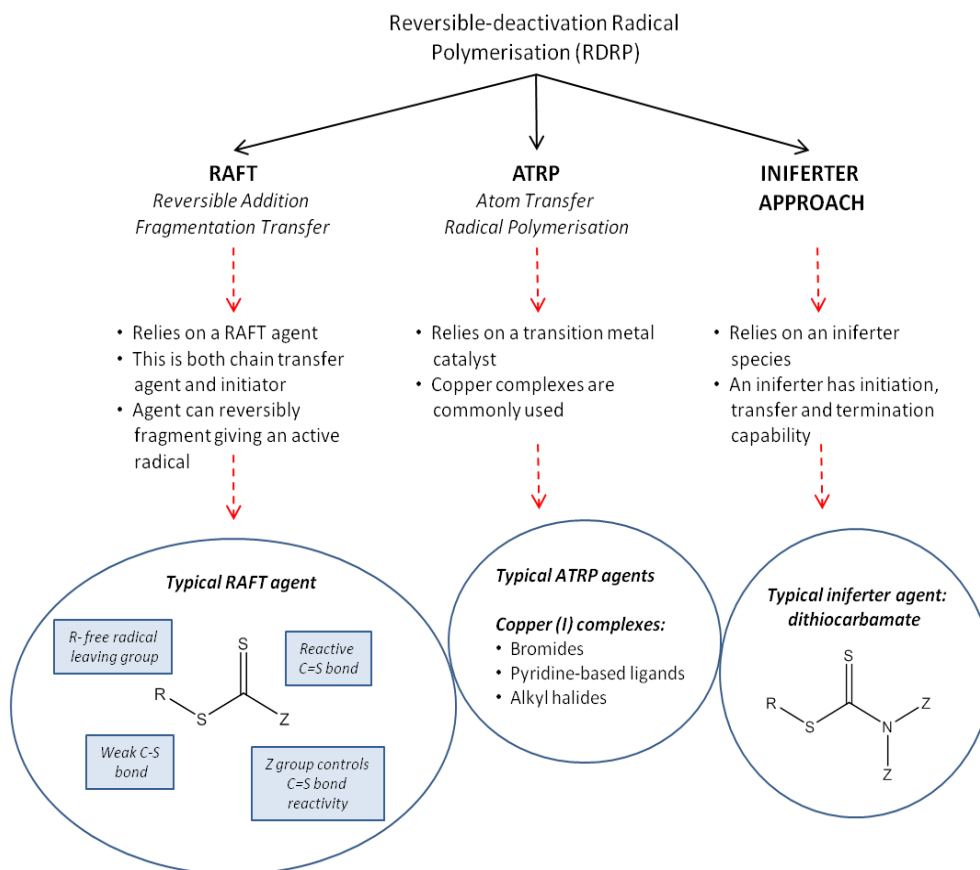 Reversible-deactivation Radical
Polymerisation (RDRP)
RAFT
Reversible Addition
Fragmentation Transfer
ATRP
Atom Transfer
Radical Polymerisation
INIFERTER
APPROACH
• Relies on a RAFT agent
• This is both chain transfer
agent and initiator
• Agent can reversibly
fragment giving an active
radical
• Relies on a transition metal
catalyst
• Copper complexes are
commonly used
• Relies on an iniferter
species
• An iniferter has initiation,
transfer and termination
capability
Typical RAFT agent
R- free radical
leaving group
Reactive
C=S bond
S
R
S
Z
Weak C-S
bond
Z group controls
C=S bond
reactivity
Typical ATRP agents
Copper (I) complexes:
• Bromides
• Pyridine-based ligands
• Alkyl halides
Typical iniferter agent:
dithiocarbamate
S
R
S
N
Z
Z